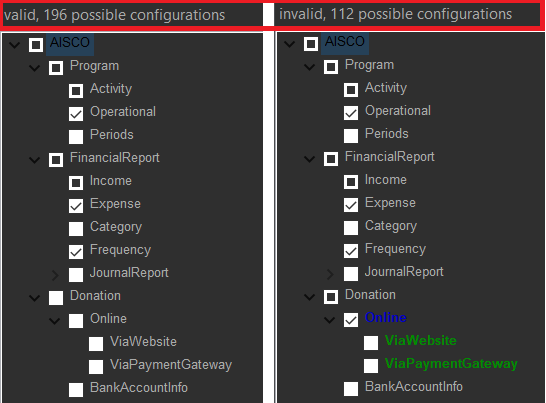 valid, 196 possible configurations
AISCO
Program
Activity
Operational
Periods
FinancialReport
Income
Expense
Category
Frequency
JournalReport
Donation
Online
ViaWebsite
ViaPaymentGateway
BankAccountInfo
invalid, 112 possible configurations
AISCO
Program
Activity
Operational
Periods
FinancialReport
Income
Expense
Category
Frequency
JournalReport
Donation
Online
ViaWebsite
ViaPaymentGateway
BankAccountInfo